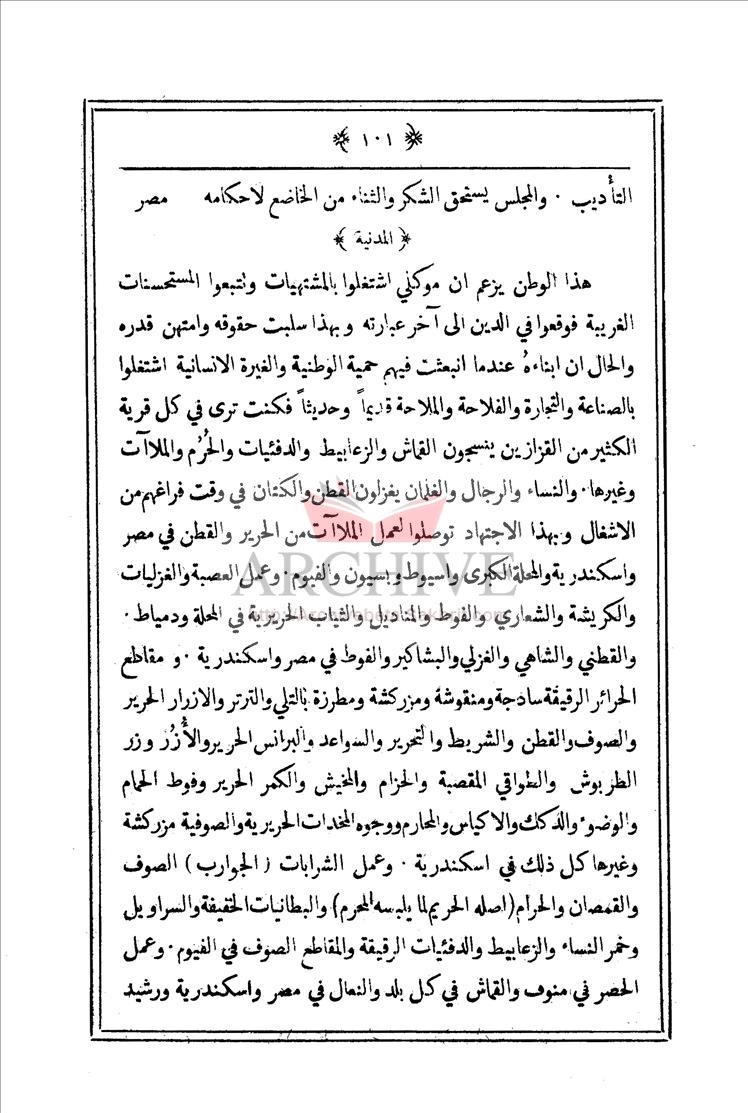 ﴿ ١٠١ ﴾
التأديب ٠ والمجلس يستحق الشكر والثناء من الخاضع لاحكامه مصر
﴿ المدنية ﴾
هذا الوطن يزعم ان موكلي اشتغلوا بالمشتهيات وتتبعوا المستحسنات
الغريبة فوقعوا في الدين الى آخر عبارته وبهذا سلبت حقوقه وامتهن قدره
والحال ان ابناءهُ عندما انبعثت فيهم حمية الوطنية والغيرة الانسانية اشتغلوا
بالصناعة والتجارة والفلاحة والملاحة قديماً وحديثاً فكنت ترى في كل قرية
الكثير من القزازين ينسجون القماش والزعابيط والدفئيات والحُرُم والملاآت
وغيرها ٠ والنساء والرجال والغلمان يغزلون القطن والكتان في وقت فراغهم من
الاشغال وبهذا الاجتهاد توصلوا لعمل الملاآت من الحرير والقطن في مصر
واسكندرية والمحلة الكبرى واسيوط وبسيون والفيوم ٠ وعمل العصبة والغزليات
والكريشة والشعاري والفوط والمناديل والثياب الحريرية في المحلة ودمياط ٠
والقطني والشاهي والغزلي والبشاكير والفوط في مصر واسكندرية ٠ و مقاطع
الحرائر الرقيقة ساذجة ومنقوشة ومزركشة ومطرزة بالتلي والترتر والازرار الحرير
والصوف والقطن والشريط والتحرير والسواعد والبرانس الحرير والأُزُر وزر
الطربوش والطواقي المقصبة والحزام والمخيش والكمر الحرير وفوط الحمام
والوضوء والدكك والاكياس والمحارم ووجوه المخدات الحريرية والصوفية مزركشة
وغيرها كل ذلك في اسكندرية ٠ وعمل الشرابات (الجوارب) الصوف
والقمصان والحرام (اصله الحريم لما يلبسه المحرم) والبطانيات الخفيفة والسراويل
وخمر النساء والزعابيط والدفئيات الرقيقة والمقاطع الصوف في الفيوم ٠ وعمل
الحصر في منوف والقماش في كل بلد والنعال في مصر واسكندرية ورشيد
ARCHIVE